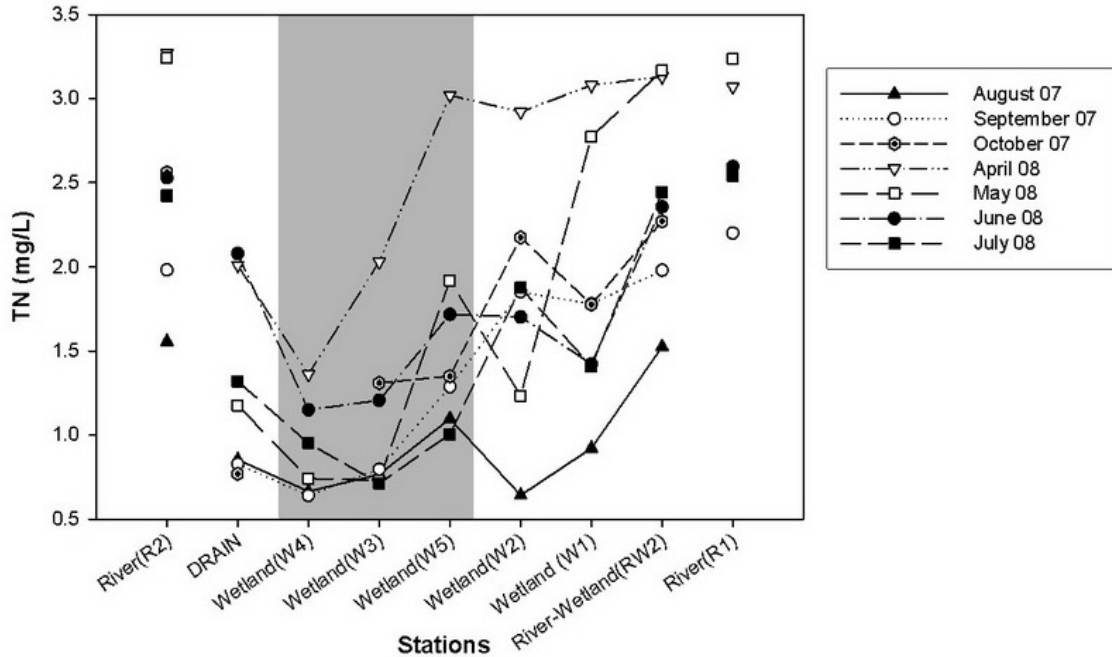 3.5
3.0
2.5
2.0
1.5
1.0
0.5
TN (mg/L)
River(R2)
DRAIN
Wetland(W4)
Wetland(W3)
Wetland(W5)
Wetland(W2)
Wetland (W1)
River-Wetland(RW2)
River(R1)
Stations
August 07
September 07
October 07
April 08
May 08
June 08
July 08